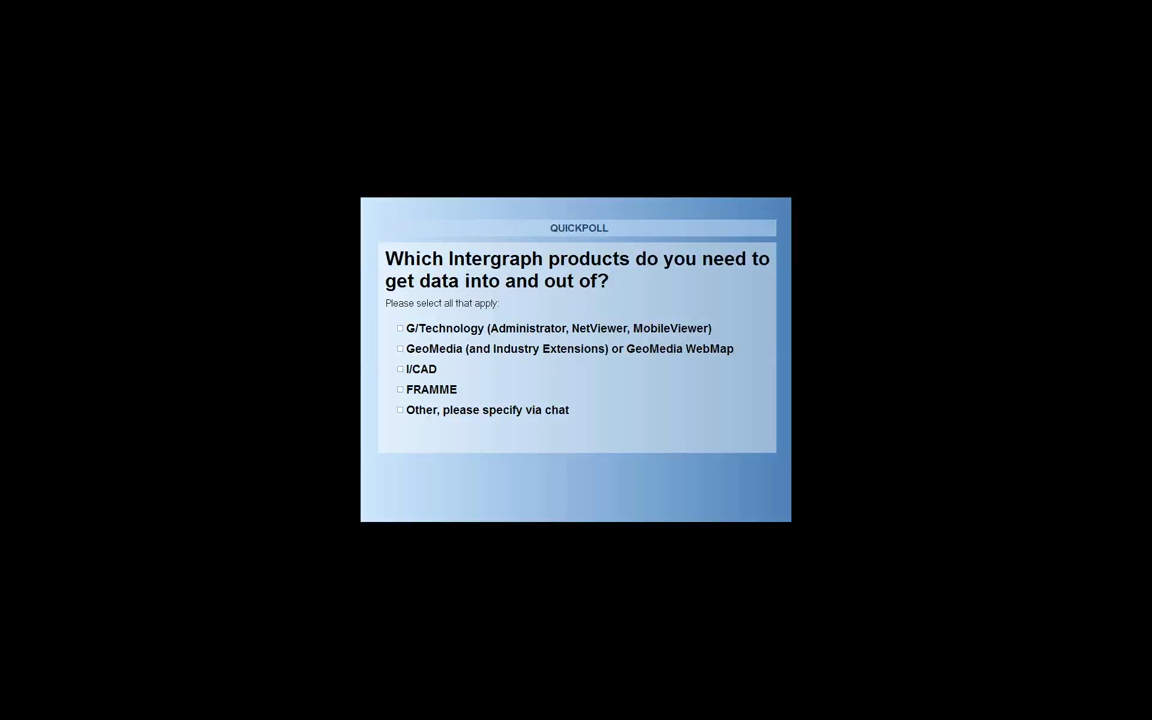 QUICKPOLL
Which Intergraph products do you need to
get data into and out of?
Please select all that apply:
G/Technology (Administrator, NetViewer, MobileViewer)
GeoMedia (and Industry Extensions) or GeoMedia WebMap
I/CAD
FRAMME
Other, please specify via chat